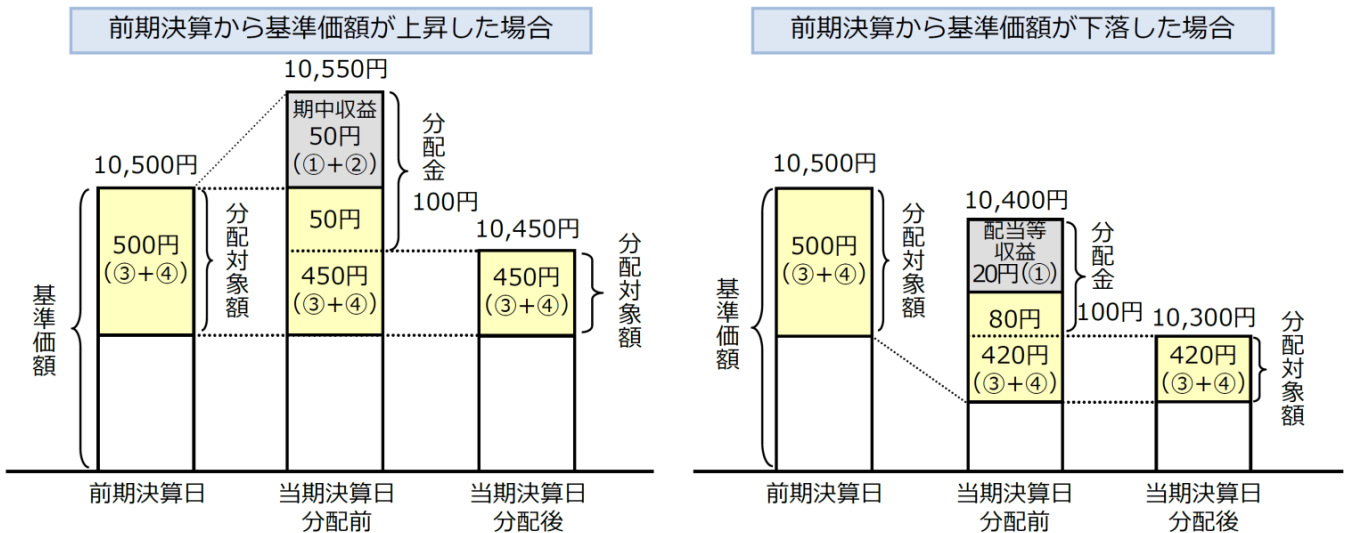 前期決算から基準価額が上昇した場合
10,550円
期中収益
50円
(①+②)
分配金
10,500円
100円
500円
(③+④)
分配対象額
50円
10,450円
450円
(③+④)
450円
(③+④)
分配対象額
基準価額
前期決算日
当期決算日
分配前
当期決算日
分配後
前期決算から基準価額が下落した場合
10,500円
10,400円
500円
(③+④)
分配対象額
配当等
収益
20円(①)
分配金
100円
80円
10,300円
420円
(③+④)
420円
(③+④)
分配対象額
基準価額
前期決算日
当期決算日
分配前
当期決算日
分配後